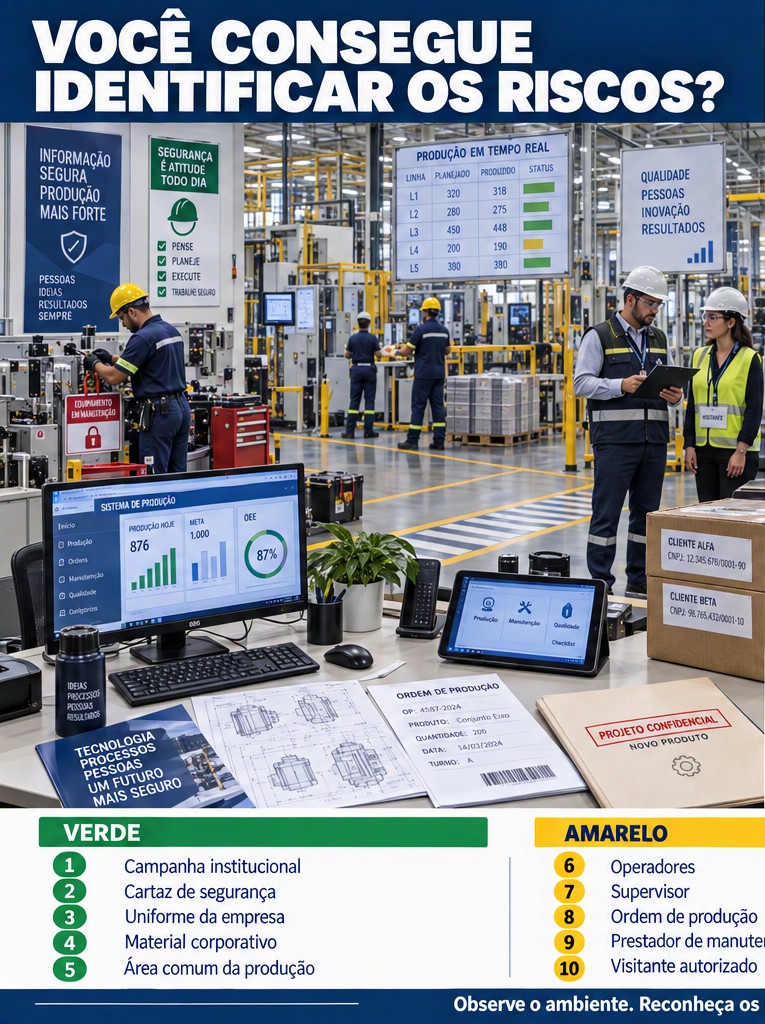 VOCÊ CONSEGUE
IDENTIFICAR OS RISCOS?
INFORMAÇÃO
SEGURA
PRODUÇÃO
MAIS FORTE
PESSOAS
IDEIAS
RESULTADOS
SEMPRE
SEGURANÇA
É ATITUDE
TODO DIA
PENSE
PLANEJE
EXECUTE
TRABALHE SEGURO
PRODUÇÃO EM TEMPO REAL
LINHA PLANEJADO PRODUZIDO STATUS
L1 320 318
L2 280 275
L3 450 448
L4 200 190
L5 380 380
QUALIDADE
PESSOAS
INOVAÇÃO
RESULTADOS
EQUIPAMENTO
EM MANUTENÇÃO
VISITANTE
SISTEMA DE PRODUÇÃO
Início
Produção
Ordens
Manutenção
Qualidade
PRODUÇÃO HOJE
876
META
1.000
OEE
87%
Produção
Manutenção
Qualidade
Checklist
CLIENTE ALFA
CNPJ: 12.345.678/0001-90
CLIENTE BETA
CNPJ: 98.765.432/0001-10
IDEIAS
PROCESSOS
PESSOAS
RESULTADOS
TECNOLOGIA
PROCESSOS
PESSOAS
UM FUTURO
MAIS SEGURO
ORDEM DE PRODUÇÃO
OP: 4587-2024
PRODUTO: Conjunto Eixo
QUANTIDADE: 200
DATA: 14/03/2024
TURNO: A
PROJETO CONFIDENCIAL
NOVO PRODUTO
VERDE
1 Campanha institucional
2 Cartaz de segurança
3 Uniforme da empresa
4 Material corporativo
5 Área comum da produção
AMARELO
6 Operadores
7 Supervisor
8 Ordem de produção
9 Prestador de manuten
10 Visitante autorizado
Observe o ambiente. Reconheça os